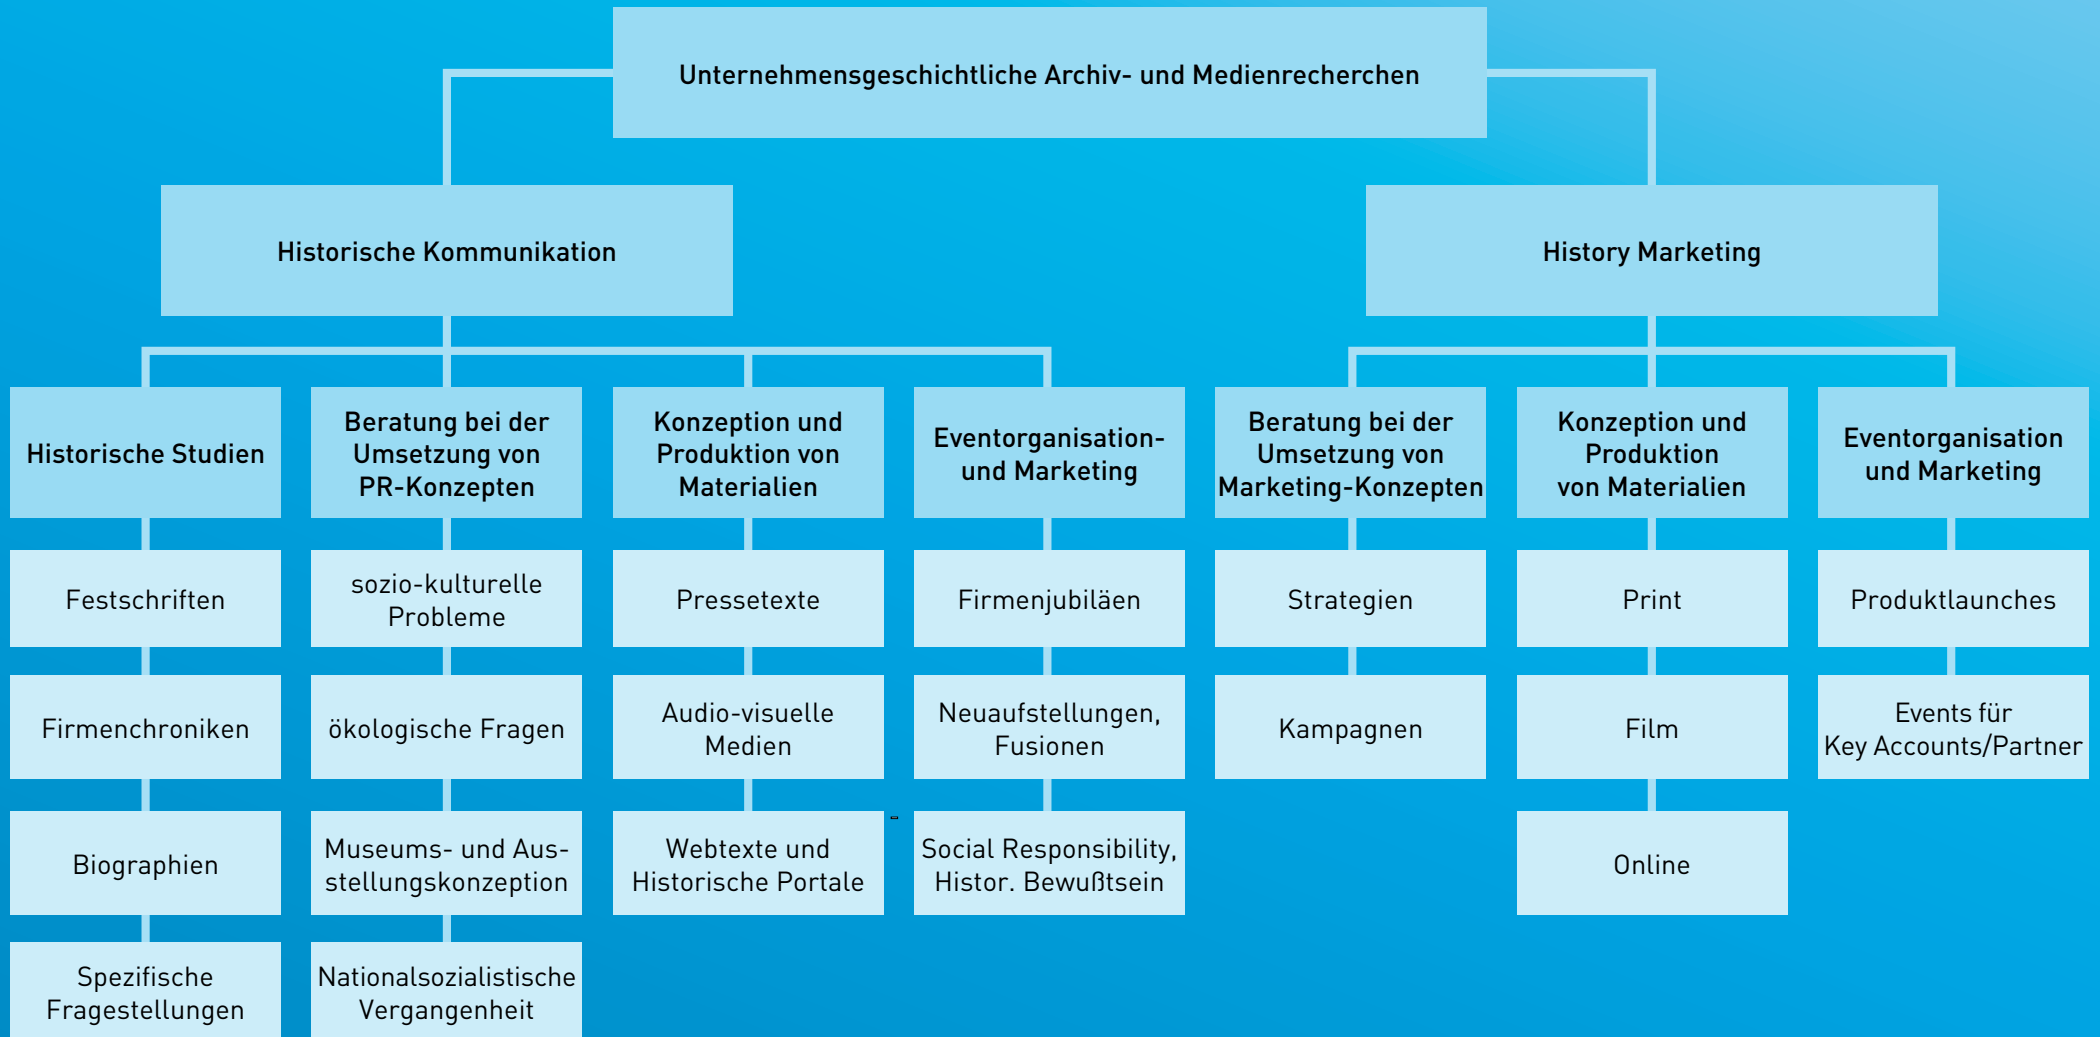 Unternehmensgeschichtliche Archiv- und Medienrecherchen
Historische Kommunikation
History Marketing
Historische Studien
Beratung bei der
Umsetzung von
PR-Konzepten
Konzeption und
Produktion von
Materialien
Eventorganisation-
und Marketing
Beratung bei der
Umsetzung von
Marketing-Konzepten
Konzeption und
Produktion
von Materialien
Eventorganisation
und Marketing
Festschriften
sozio-kulturelle
Probleme
Pressetexte
Firmenjubiläen
Strategien
Print
Produktlaunches
Firmenchroniken
ökologische Fragen
Audio-visuelle
Medien
Neuaufstellungen,
Fusionen
Kampagnen
Film
Events für
Key Accounts/Partner
Biographien
Museums- und Aus-
stellungskonzeption
Webtexte und
Historische Portale
-
Social Responsibility,
Histor. Bewußtsein
Online
Spezifische
Fragestellungen
Nationalsozialistische
Vergangenheit